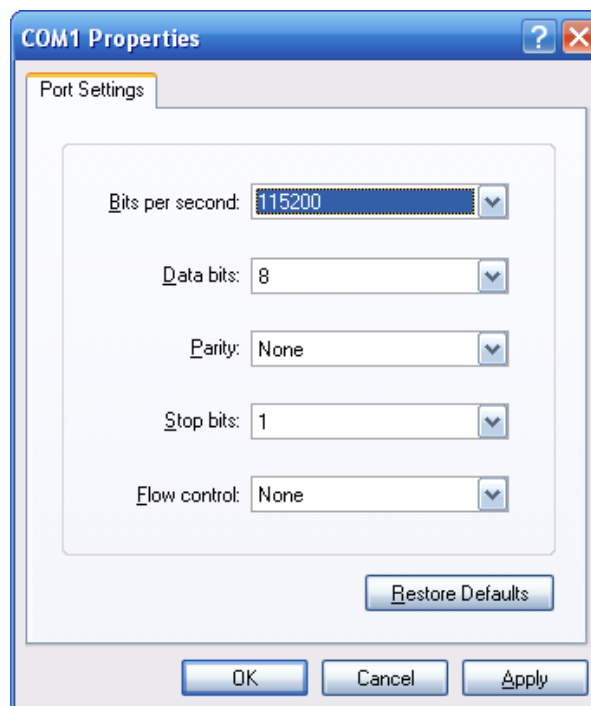 COM1 Properties
Port Settings
Bits per second: 115200
Data bits: 8
Parity: None
Stop bits: 1
Flow control: None
Restore Defaults
OK Cancel Apply